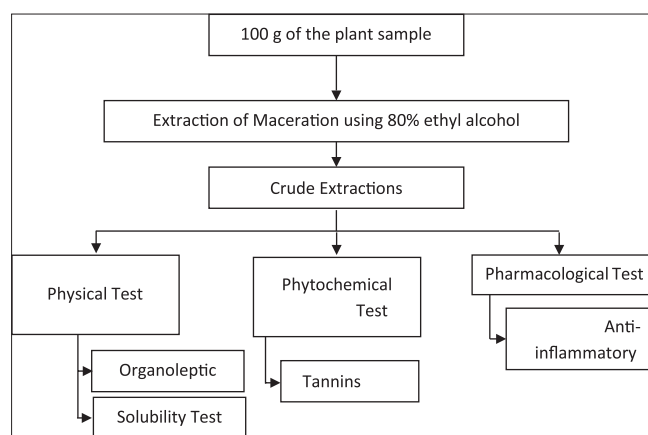 100 g of the plant sample
Extraction of Maceration using 80% ethyl alcohol
Crude Extractions
Physical Test
Phytochemical
Test
Pharmacological Test
Organoleptic
Solubility Test
Tannins
Anti-
inflammatory